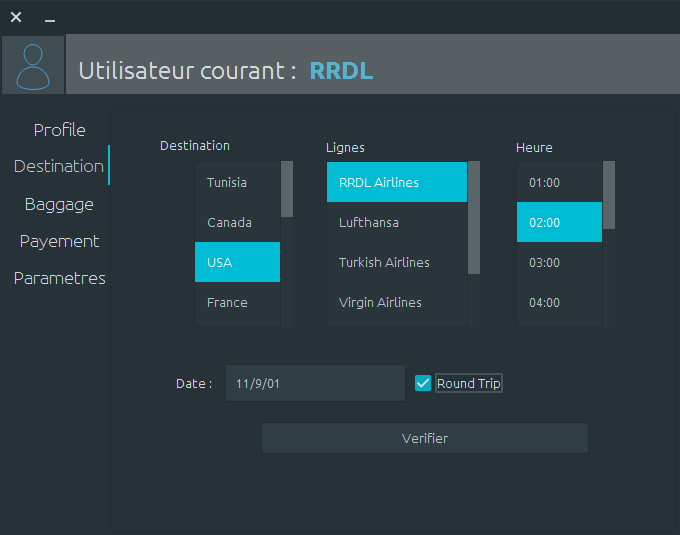 Utilisateur courant : RRDL
Profile
Destination
Baggage
Payement
Parametres
Destination
Tunisia
Canada
USA
France
Lignes
RRDL Airlines
Lufthansa
Turkish Airlines
Virgin Airlines
Heure
01:00
02:00
03:00
04:00
Date : 11/9/01 Round Trip
Verifier